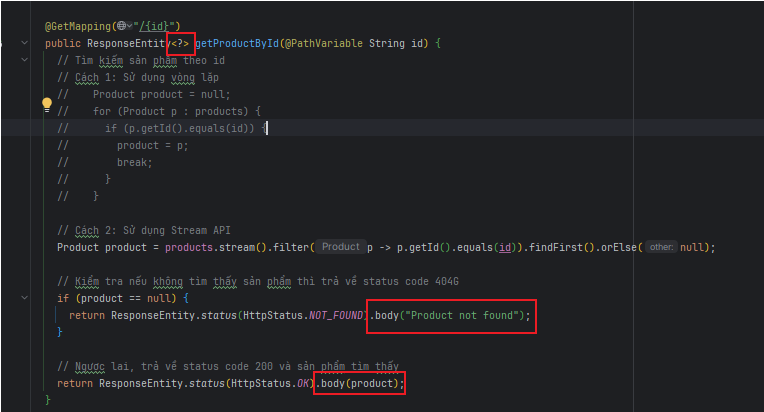 @GetMapping("/{id}")
public ResponseEntity<?> getProductById(@PathVariable String id) {
// Tìm kiếm sản phẩm theo id
// Cách 1: Sử dụng vòng lặp
// Product product = null;
// for (Product p : products) {
// if (p.getId().equals(id)) {
// product = p;
// break;
// }
// }
// Cách 2: Sử dụng Stream API
Product product = products.stream().filter( Product p -> p.getId().equals(id)).findFirst().orElse( other: null);
// Kiểm tra nếu không tìm thấy sản phẩm thì trả về status code 404G
if (product == null) {
return ResponseEntity.status(HttpStatus.NOT_FOUND).body("Product not found");
}
// Ngược lai, trả về status code 200 và sản phẩm tìm thấy
return ResponseEntity.status(HttpStatus.OK).body(product);
}